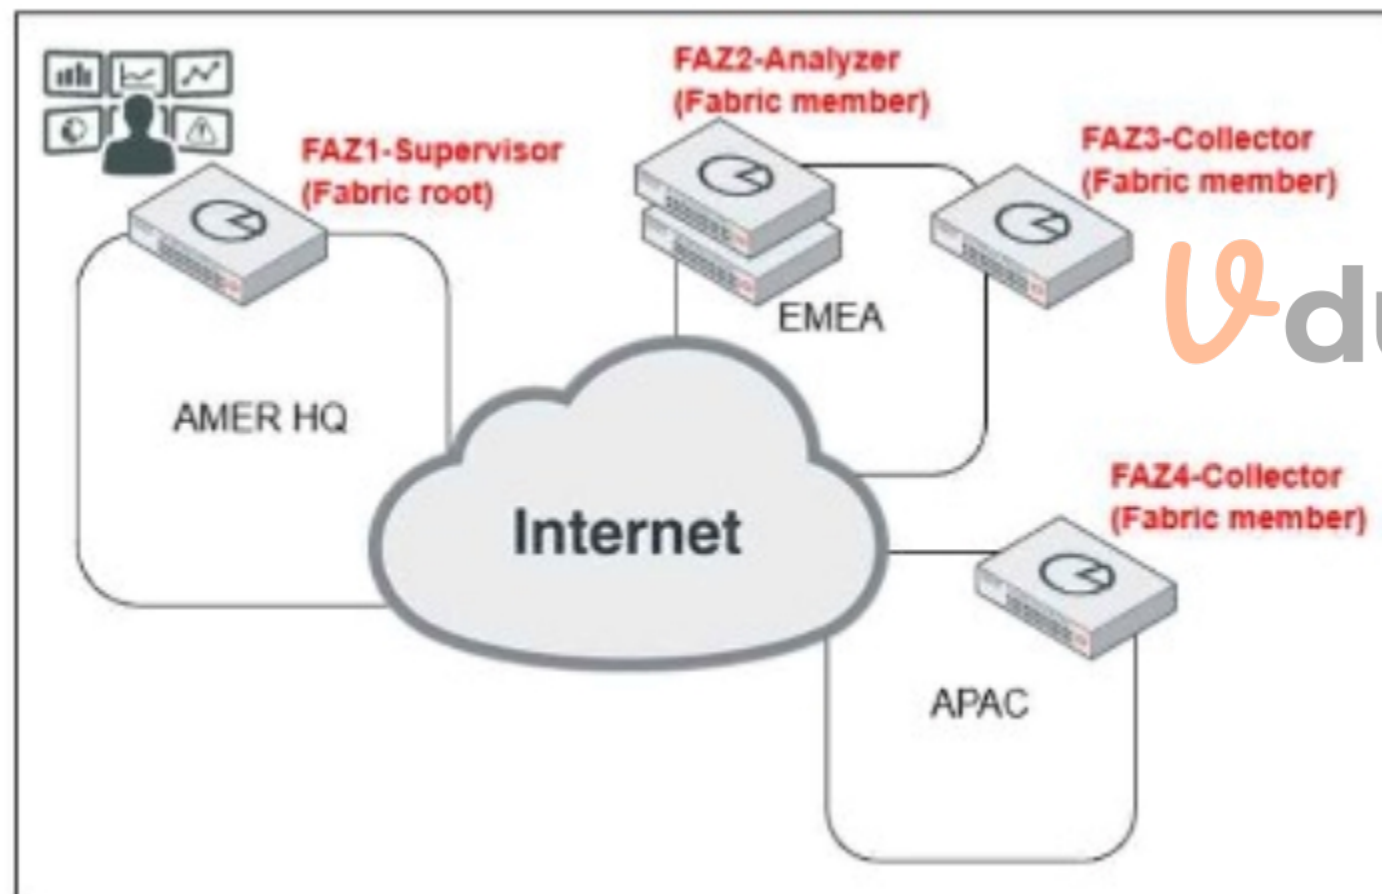 FAZ1-Supervisor
(Fabric root)
AMER HQ
FAZ2-Analyzer
(Fabric member)
EMEA
FAZ3-Collector
(Fabric member)
Internet
FAZ4-Collector
(Fabric member)
APAC